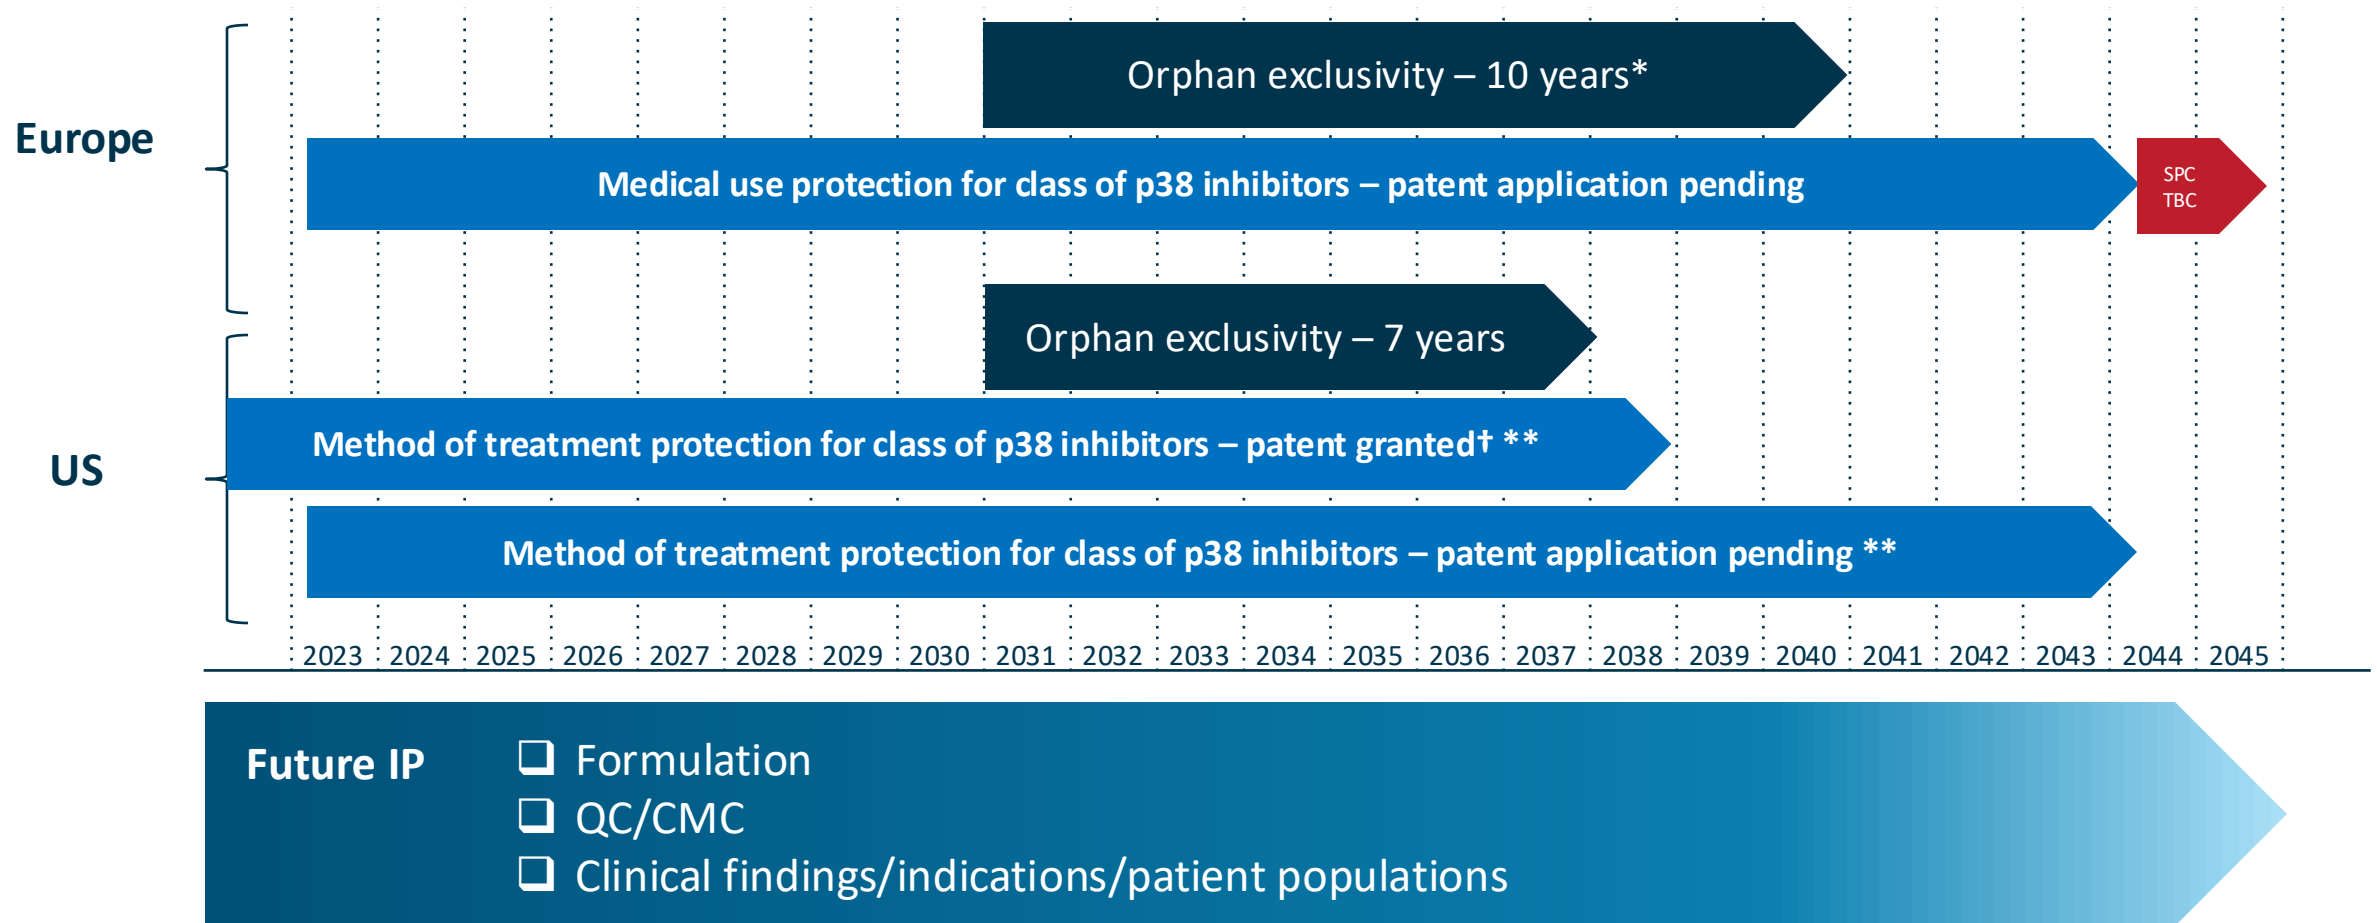 Europe
Orphan exclusivity – 10 years*
Medical use protection for class of p38 inhibitors – patent application pending
SPC
TBC
US
Orphan exclusivity – 7 years
Method of treatment protection for class of p38 inhibitors – patent granted† **
Method of treatment protection for class of p38 inhibitors – patent application pending **
2023 2024 2025 2026 2027 2028 2029 2030 2031 2032 2033 2034 2035 2036 2037 2038 2039 2040 2041 2042 2043 2044 2045
Future IP
❑ Formulation
❑ QC/CMC
❑ Clinical findings/indications/patient populations